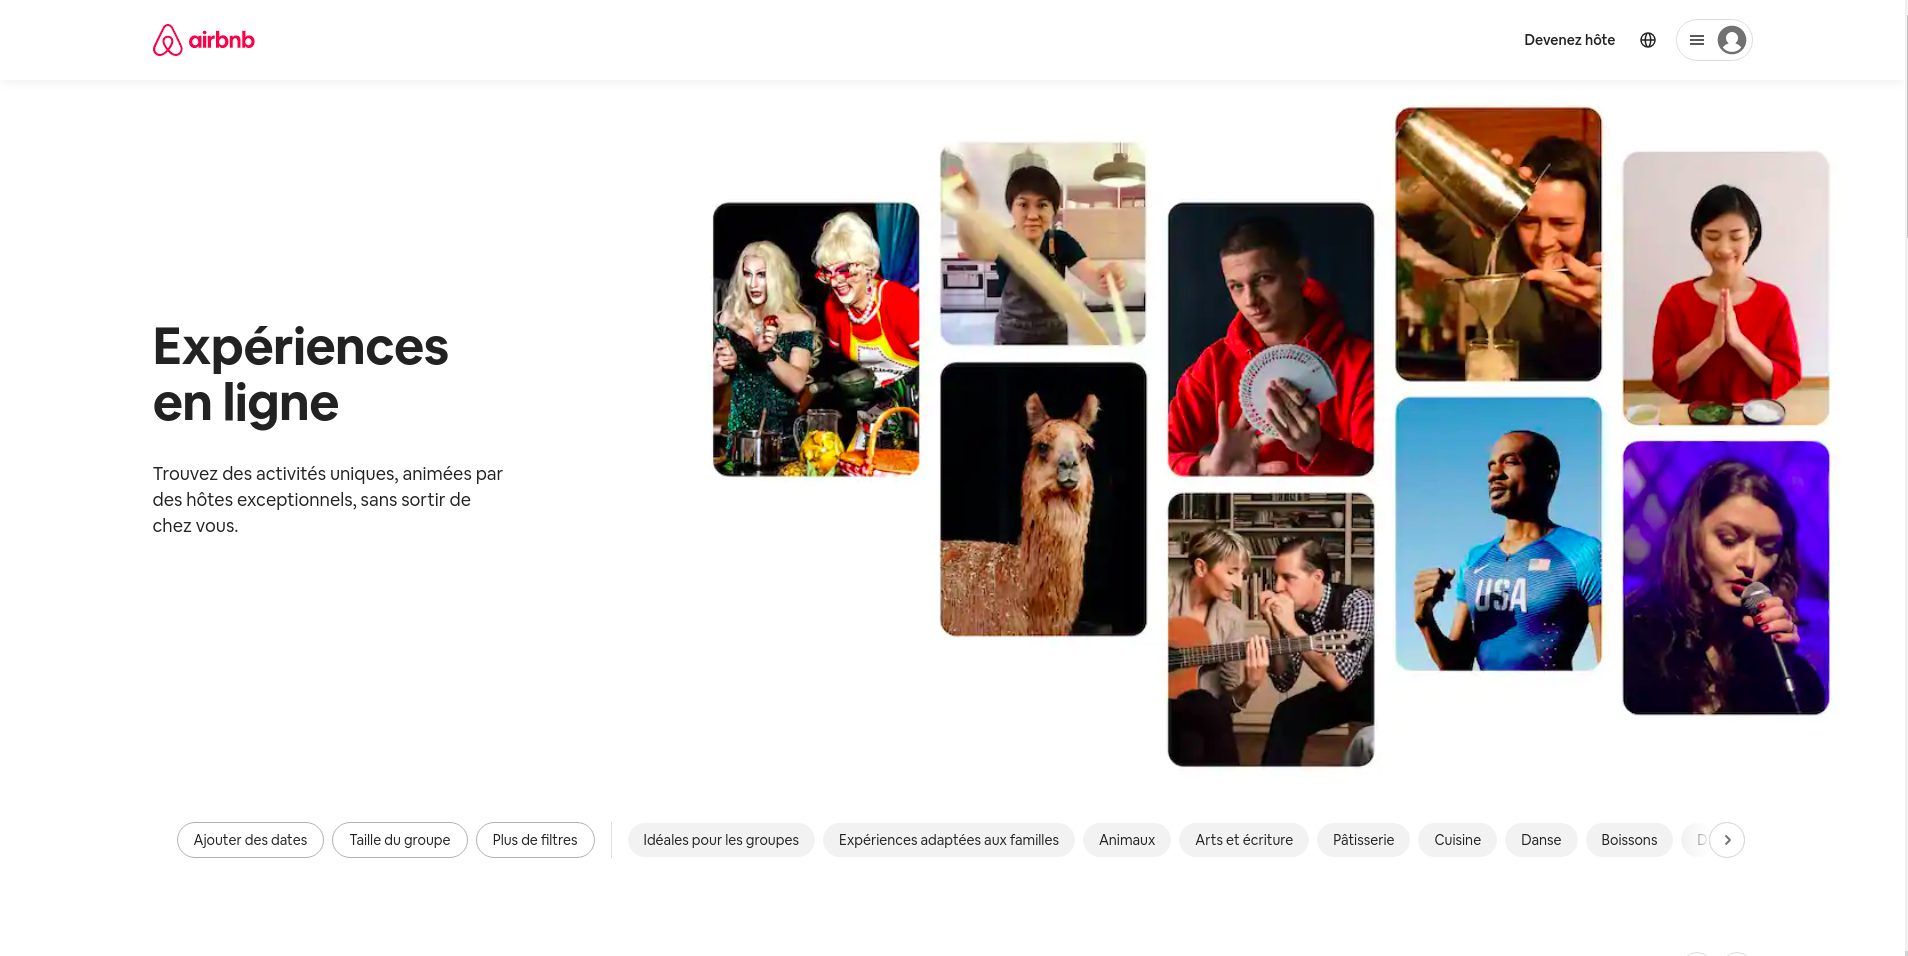 airbnb
Devenez hôte
Expériences
en ligne
Trouvez des activités uniques, animées par
des hôtes exceptionnels, sans sortir de
chez vous.
USA
Ajouter des dates
Taille du groupe
Plus de filtres
Idéales pour les groupes
Expériences adaptées aux familles
Animaux
Arts et écriture
Pâtisserie
Cuisine
Danse
Boissons